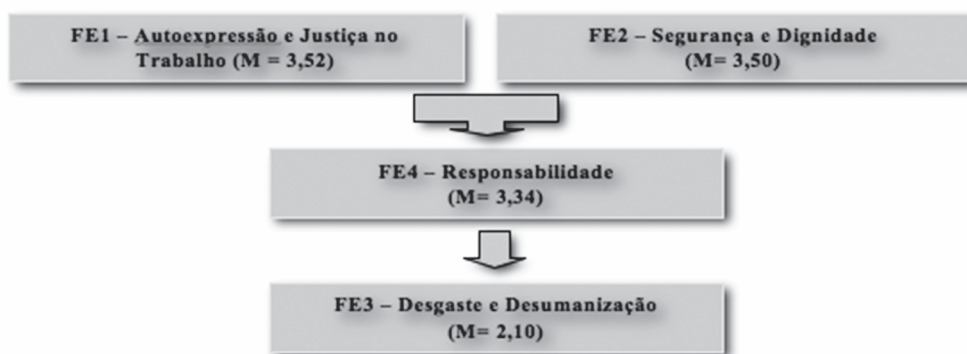 FE1 – Autoexpressão e Justiça no
Trabalho (M = 3,52)
FE2 – Segurança e Dignidade
(M= 3,50)
FE4 – Responsabilidade
(M= 3,34)
FE3 – Desgaste e Desumanização
(M= 2,10)